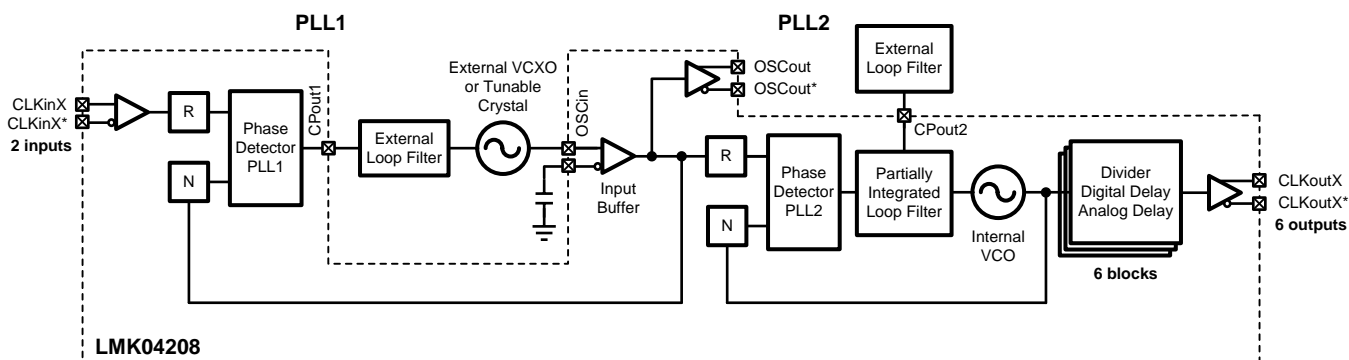 PLL1
PLL2
CLKinX
CLKinX*
2 inputs
R
N
Phase
Detector
PLL1
CPout1
External
Loop Filter
External VCXO
or Tunable
Crystal
OSCin
Input
Buffer
OSCout
OSCout*
External
Loop Filter
CPout2
R
N
Phase
Detector
PLL2
Partially
Integrated
Loop Filter
Internal
VCO
Divider
Digital Delay
Analog Delay
6 blocks
CLKoutX
CLKoutX*
6 outputs
LMK04208